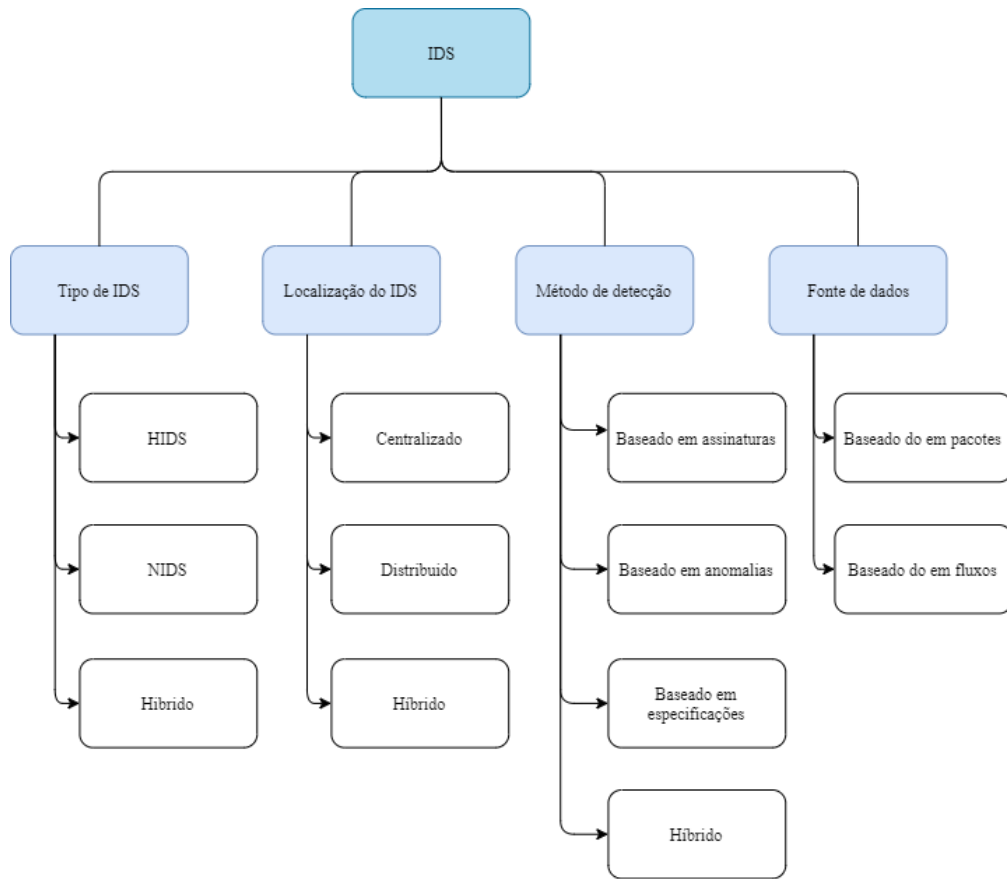 IDS
Tipo de IDS
Localização do IDS
Método de detecção
Fonte de dados
HIDS
Centralizado
Baseado em assinaturas
Baseado do em pacotes
NIDS
Distribuido
Baseado em anomalias
Baseado do em fluxos
Hibrido
Híbrido
Baseado em
especificações
Híbrido